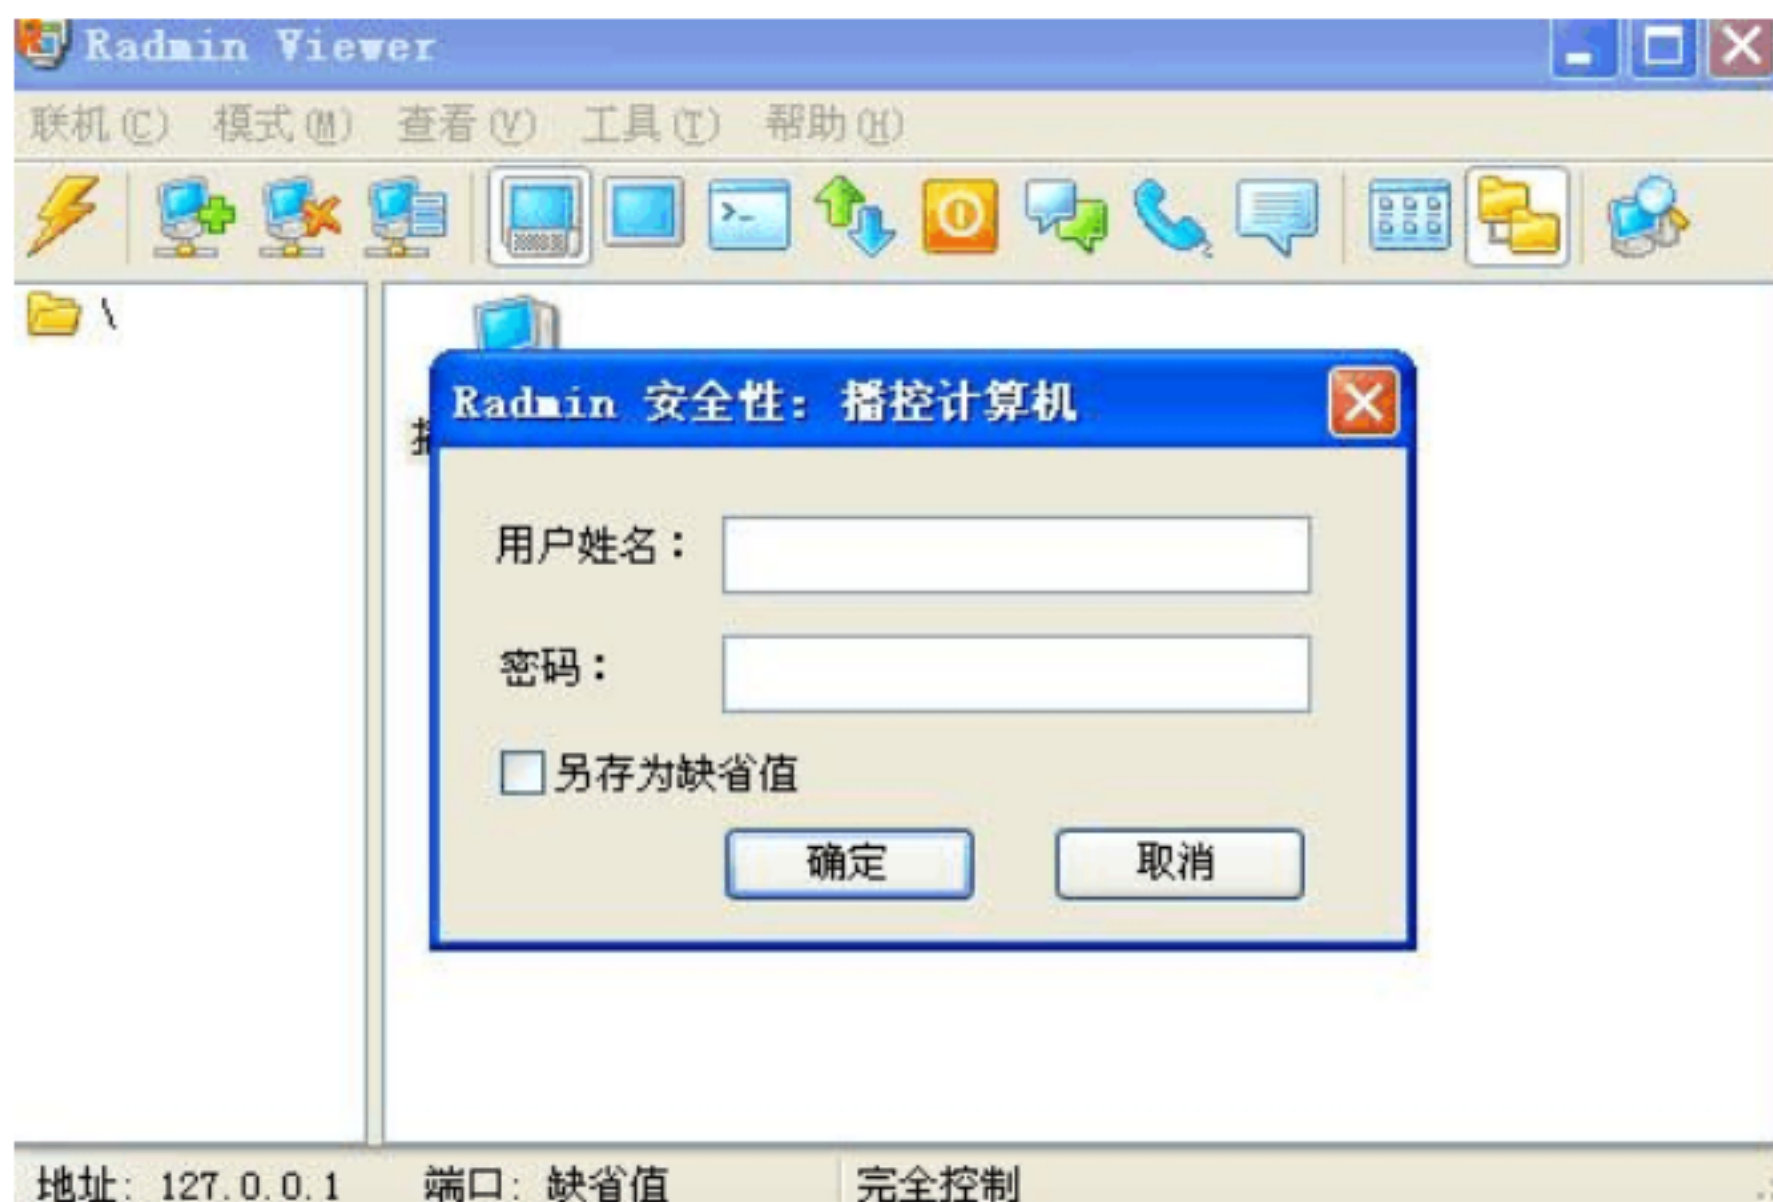 Radmin Viewer
联机(C) 模式(M) 查看(V) 工具(T) 帮助(H)
\
Radmin 安全性: 播控计算机
用户姓名：
密码：
另存为缺省值
确定 取消
地址: 127.0.0.1 端口: 缺省值 完全控制